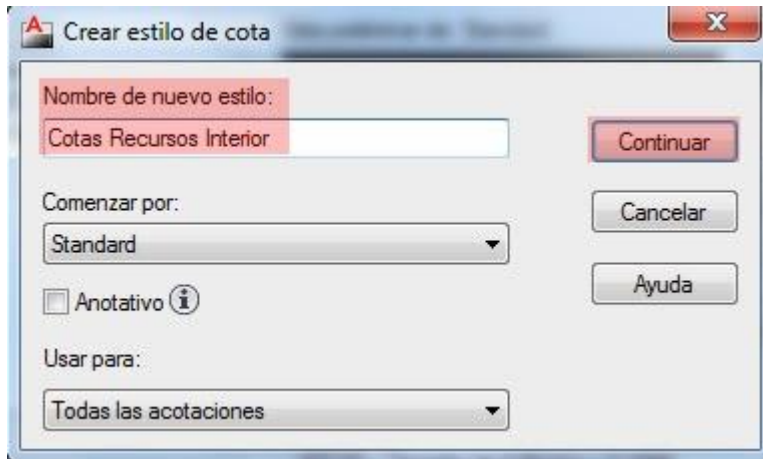 Crear estilo de cota
Nombre de nuevo estilo:
Cotas Recursos Interior
Continuar
Comenzar por:
Cancelar
Standard
Ayuda
Anotativo
Usar para:
Todas las acotaciones